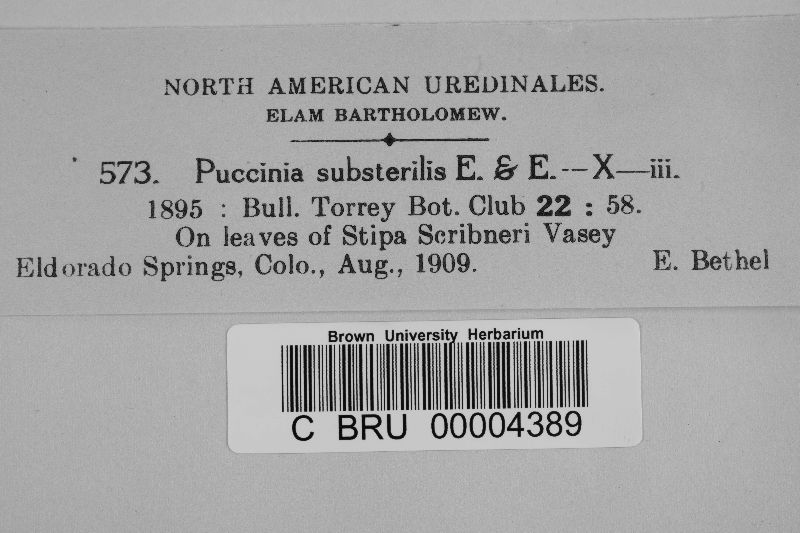 NORTH AMERICAN UREDINALES.
ELAM BARTHOLOMEW.
573. Puccinia substerilis E. & E.--X—iii.
1895 : Bull. Torrey Bot. Club 22 : 58.
On leaves of Stipa Scribneri Vasey
Eldorado Springs, Colo., Aug., 1909. E. Bethel
Brown University Herbarium
C BRU 00004389